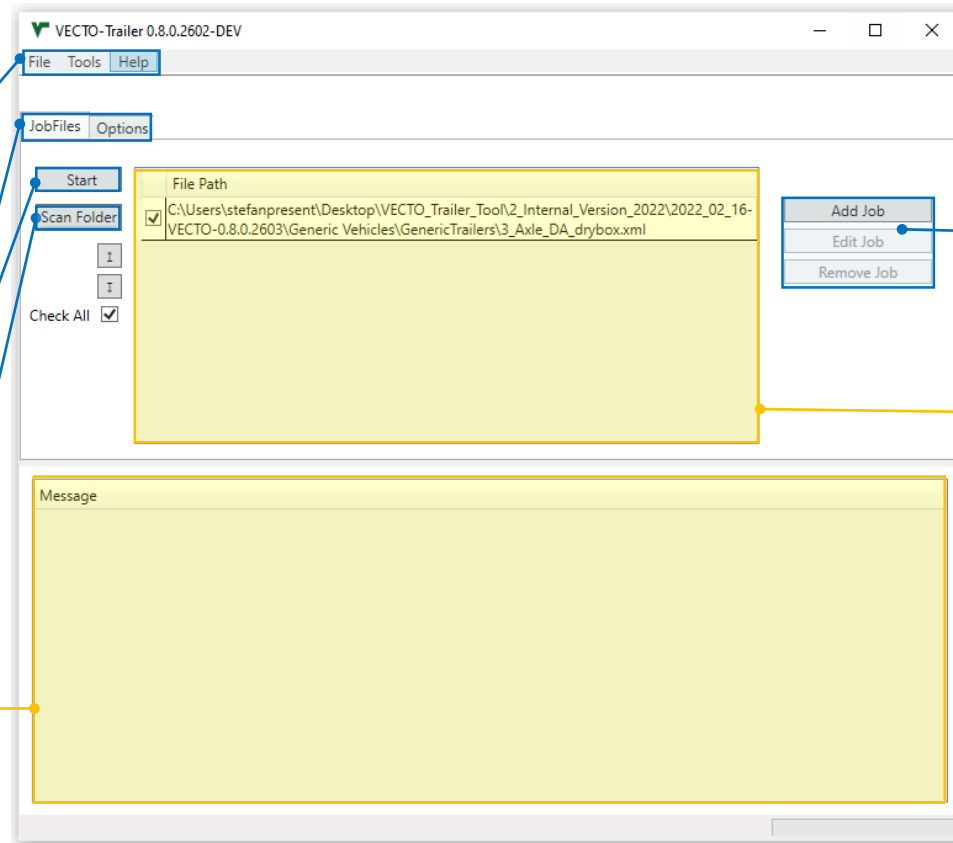 VECTO-Trailer 0.8.0.2602-DEV
File Tools Help
JobFiles Options
Start
Scan Folder
Check All
File Path
C:\Users\stefanpresent\Desktop\VECTO_Trailer_Tool\2_Internal_Version_2022\2022_02_16-
VECTO-0.8.0.2603\Generic Vehicles\GenericTrailers\3_Axle_DA_drybox.xml
Add Job
Edit Job
Remove Job
Message